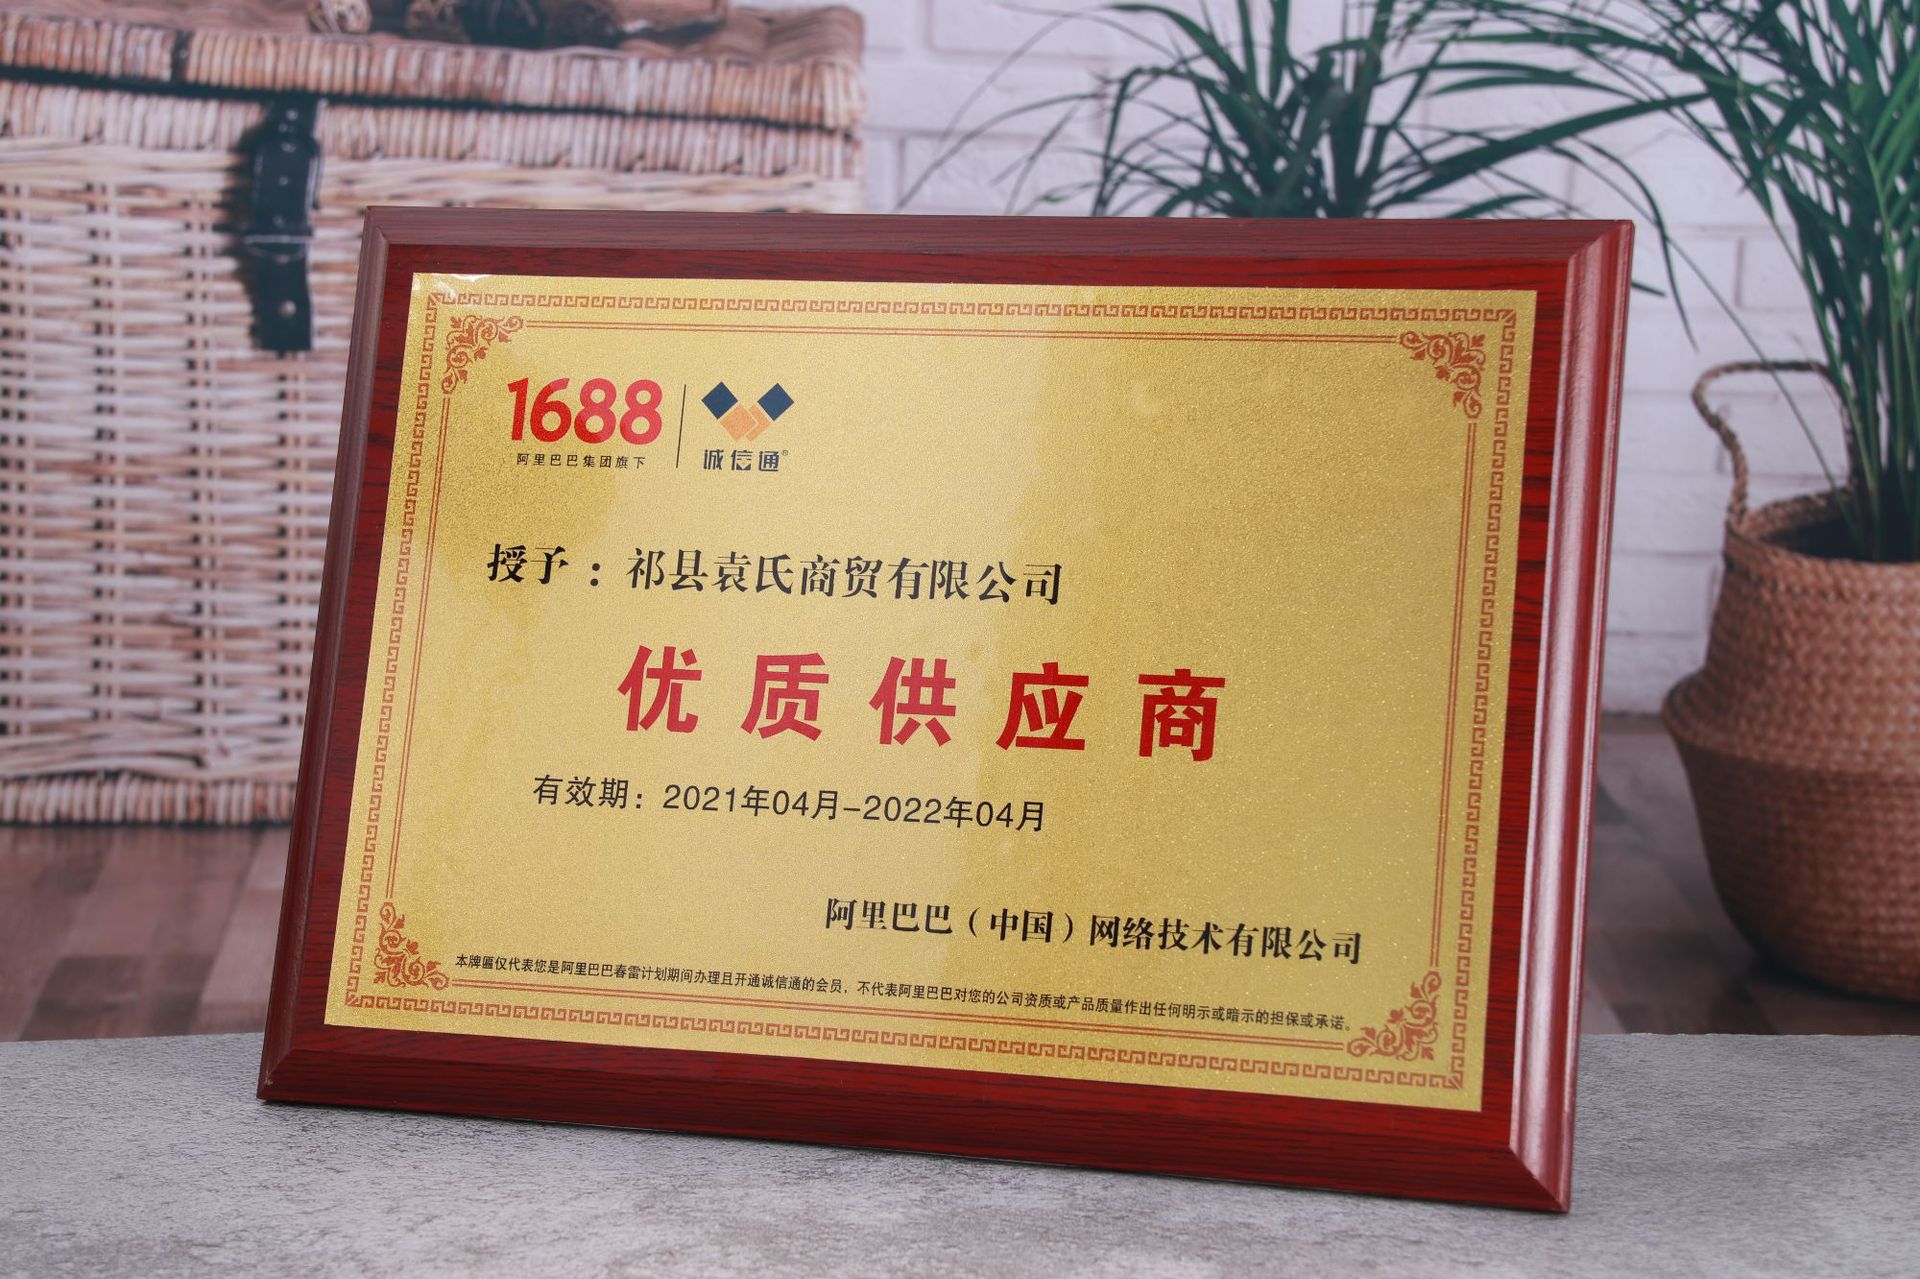 1688
阿里巴巴集团旗下
诚信通®
授予：祁县袁氏商贸有限公司
优质供应商
有效期：2021年04月-2022年04月
阿里巴巴（中国）网络技术有限公司
本牌匾仅代表您是阿里巴巴春雷计划期间办理且开通诚信通的会员，不代表阿里巴巴对您的公司资质或产品质量作出任何明示或暗示的担保或承诺。